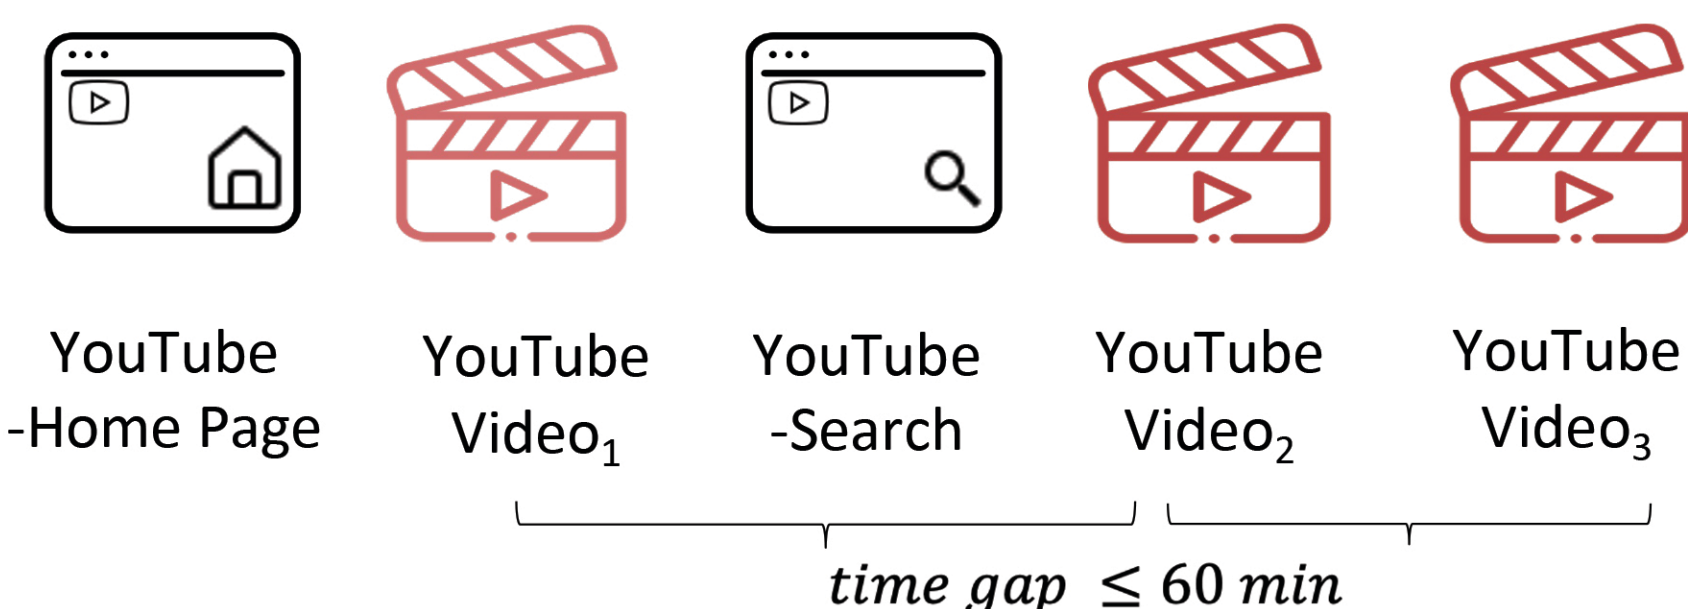 YouTube
-Home Page
YouTube
Video₁
YouTube
-Search
YouTube
Video₂
YouTube
Video₃
time gap ≤ 60 min